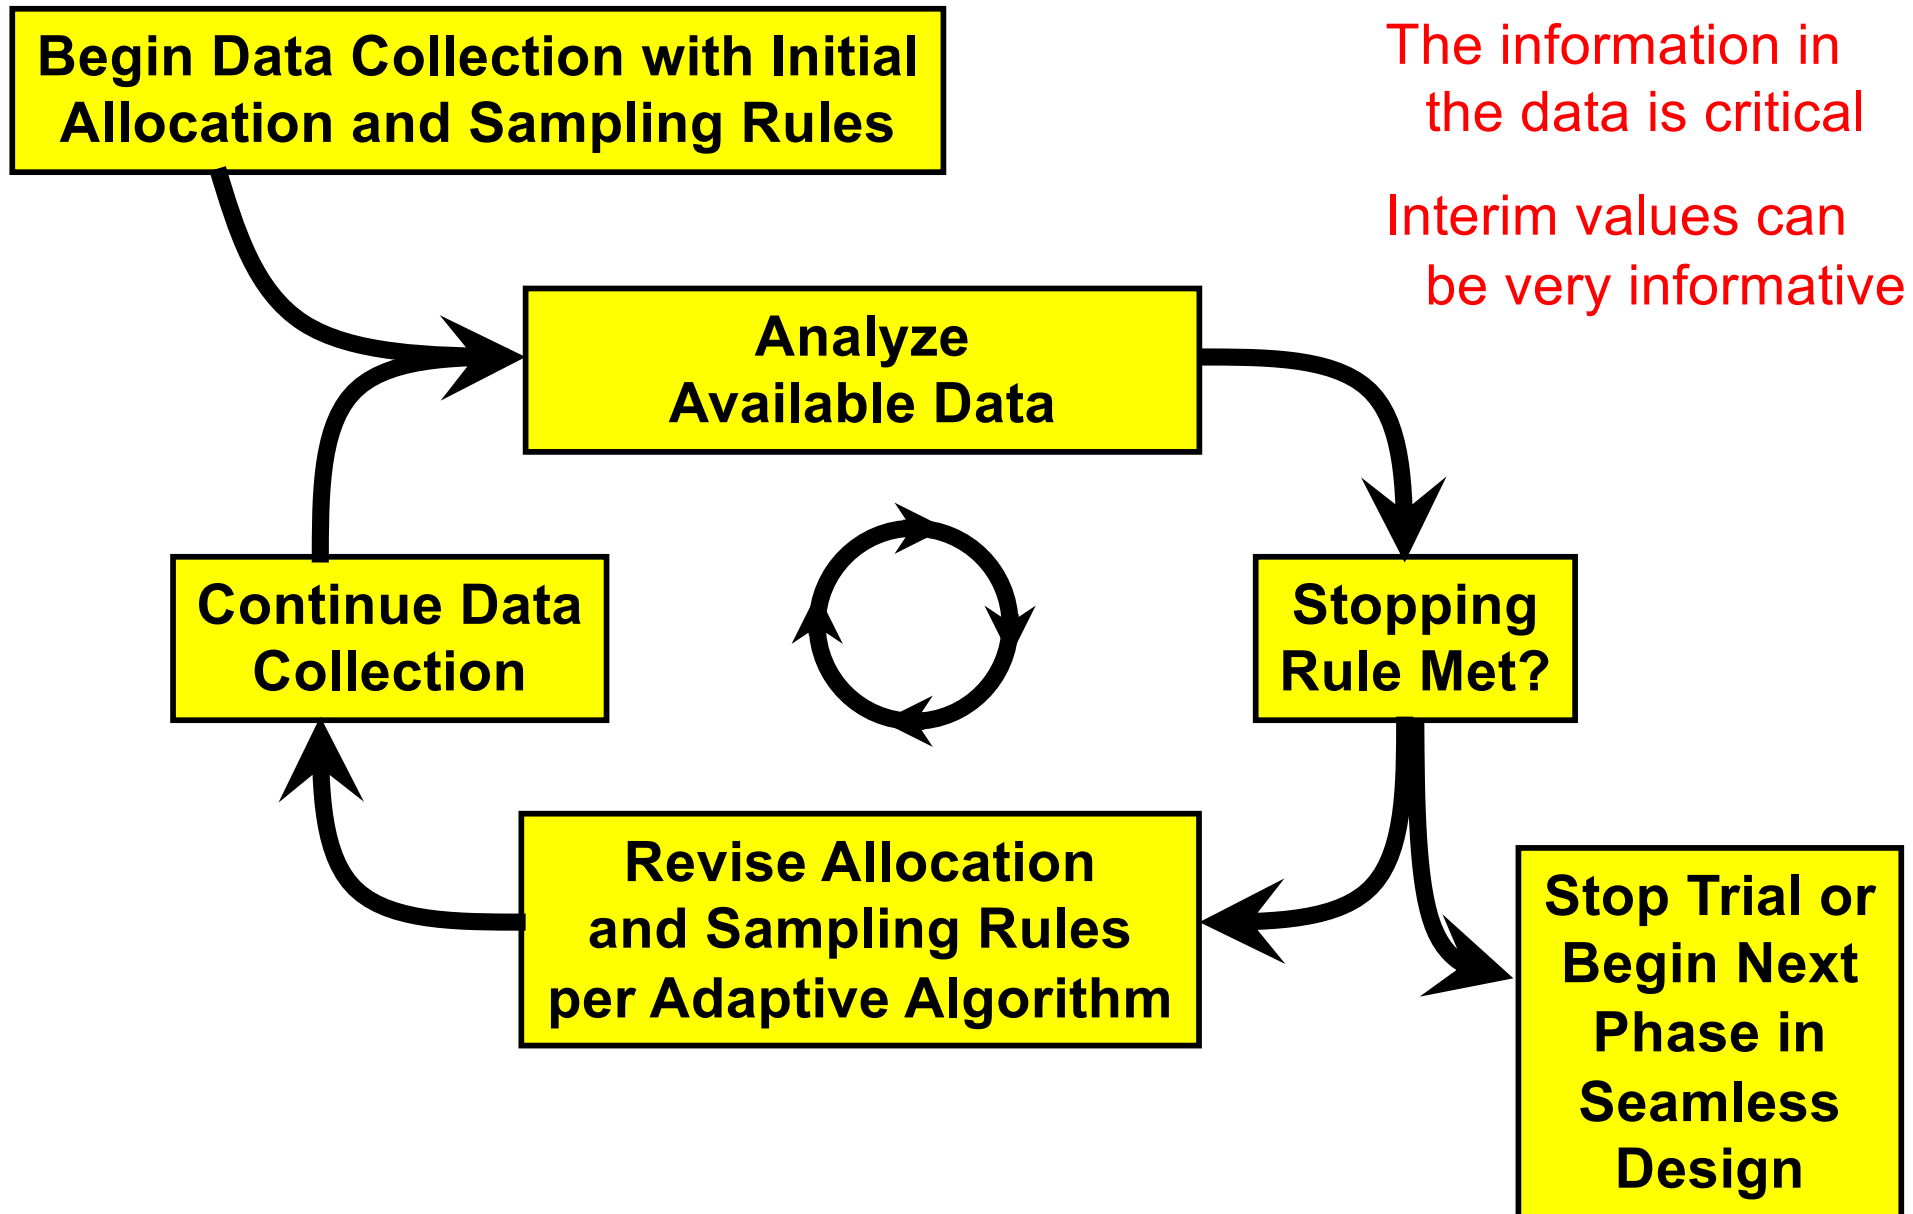 Begin Data Collection with Initial
Allocation and Sampling Rules
The information in
the data is critical
Interim values can
be very informative
Analyze
Available Data
Continue Data
Collection
Stopping
Rule Met?
Revise Allocation
and Sampling Rules
per Adaptive Algorithm
Stop Trial or
Begin Next
Phase in
Seamless
Design